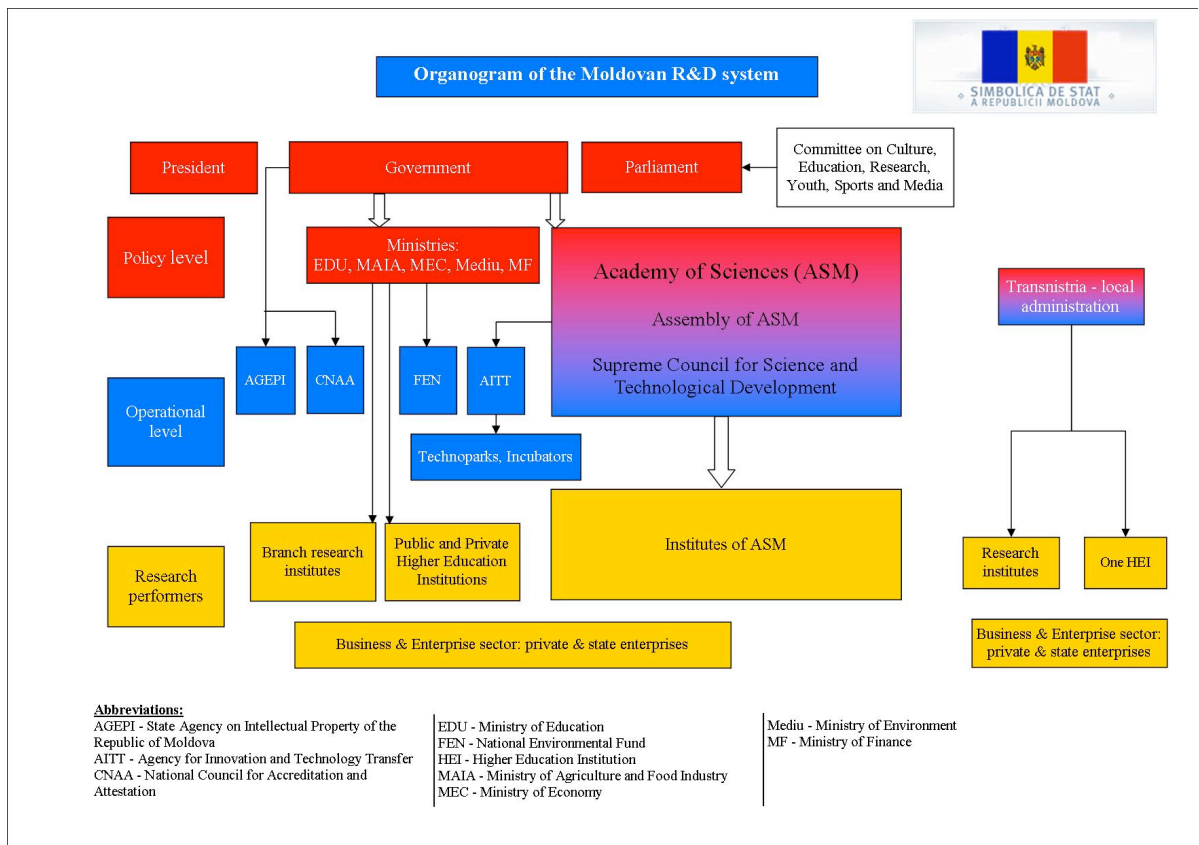 Organogram of the Moldovan R&D system
SIMBOLICA DE STAT
A REPUBLICII MOLDOVA
President
Government
Parliament
Committee on Culture,
Education, Research,
Youth, Sports and Media
Policy level
Ministries:
EDU, MAIA, MEC, Mediu, MF
Academy of Sciences (ASM)
Assembly of ASM
Supreme Council for Science and
Technological Development
Transnistria - local
administration
Operational
level
AGEPI
CNAA
FEN
AITT
Technoparks, Incubators
Research
performers
Branch research
institutes
Public and Private
Higher Education
Institutions
Institutes of ASM
Research
institutes
One HEI
Business & Enterprise sector: private & state enterprises
Business & Enterprise sector:
private & state enterprises
Abbreviations:
AGEPI - State Agency on Intellectual Property of the
Republic of Moldova
AITT - Agency for Innovation and Technology Transfer
CNAA - National Council for Accreditation and
Attestation
EDU - Ministry of Education
FEN - National Environmental Fund
HEI - Higher Education Institution
MAIA - Ministry of Agriculture and Food Industry
MEC - Ministry of Economy
Mediu - Ministry of Environment
MF - Ministry of Finance